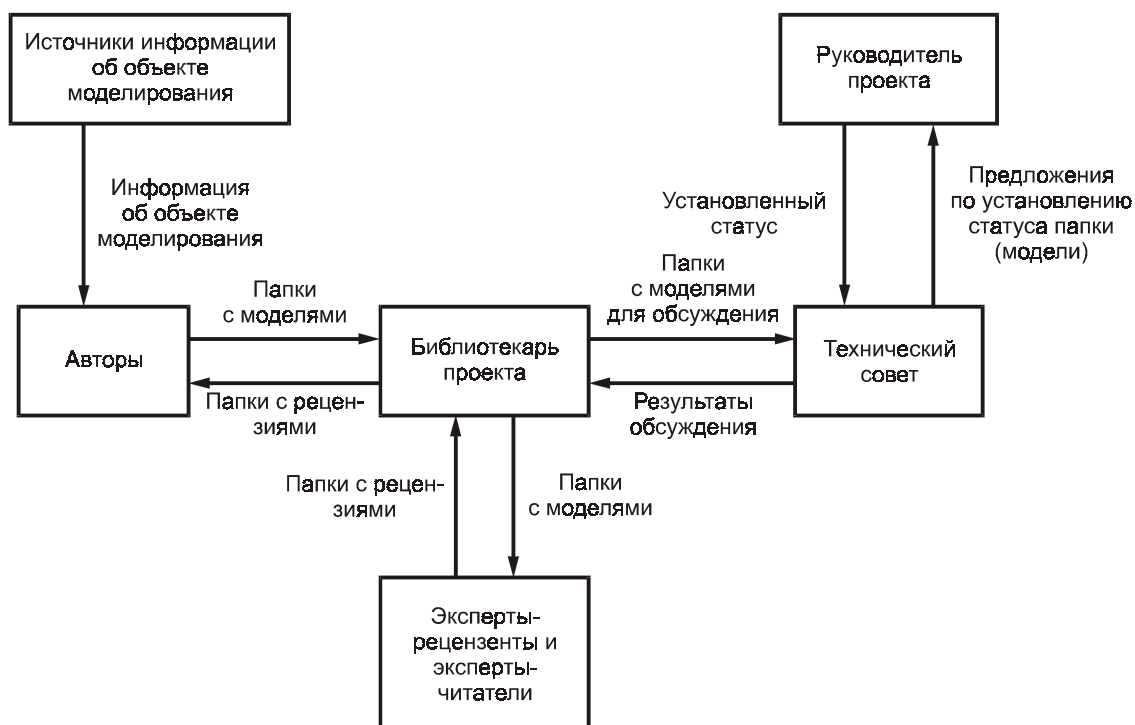 Источники информации
об объекте
моделирования
Руководитель
проекта
Информация
об объекте
моделирования
Установленный
статус
Предложения
по установлению
статуса папки
(модели)
Папки
с моделями
Папки
с моделями
для обсуждения
Авторы
Библиотекарь
проекта
Технический
совет
Папки с рецен-
зиями
Результаты
обсуждения
Папки с рецен-
зиями
Папки
с моделями
Эксперты-
рецензенты и
эксперты-
читатели